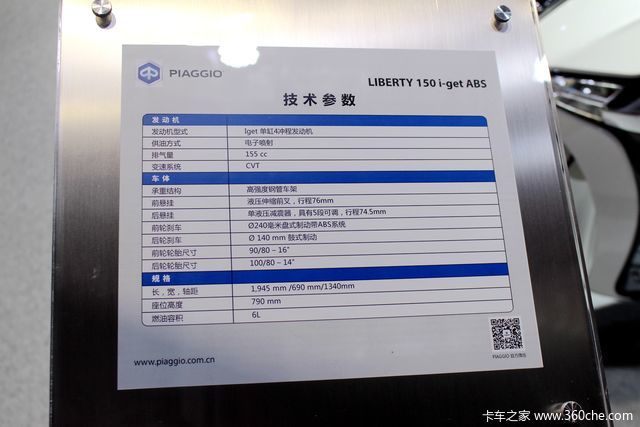 PIAGGIO
LIBERTY 150 i-get ABS
技术参数
发动机
发动机型式 Iget 单缸4冲程发动机
供油方式 电子喷射
排气量 155 cc
变速系统 CVT
车体
承重结构 高强度钢管车架
前悬挂 液压伸缩前叉，行程76mm
后悬挂 单液压减震器，具有5段可调，行程74.5mm
前轮刹车 Ø240毫米盘式制动带ABS系统
后轮刹车 Ø 140 mm 鼓式制动
前轮轮胎尺寸 90/80 – 16"
后轮轮胎尺寸 100/80 – 14"
规格
长，宽，轴距 1,945 mm /690 mm/1340mm
座位高度 790 mm
燃油容积 6L
www.piaggio.com.cn
PIAGGIO 官方微信
卡车之家 www.360che.com